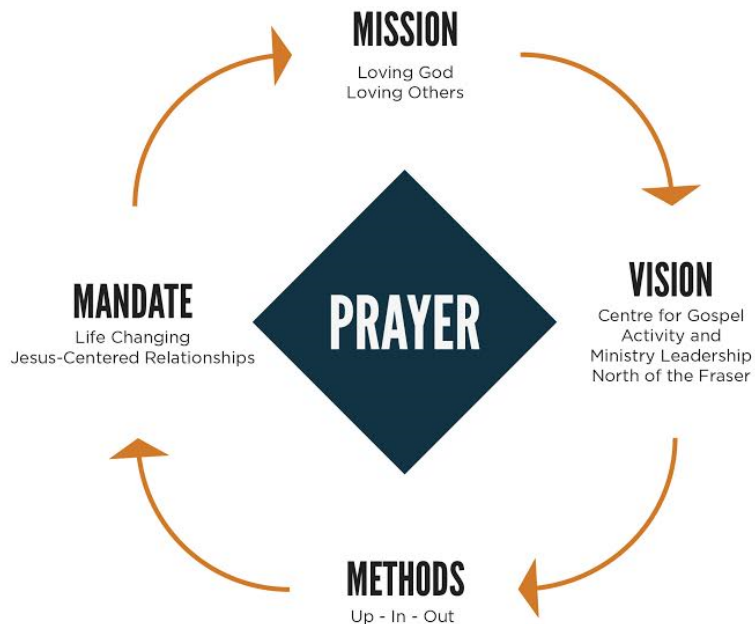 MISSION
Loving God
Loving Others
MANDATE
Life Changing
Jesus-Centered Relationships
PRAYER
VISION
Centre for Gospel
Activity and
Ministry Leadership
North of the Fraser
METHODS
Up - In - Out